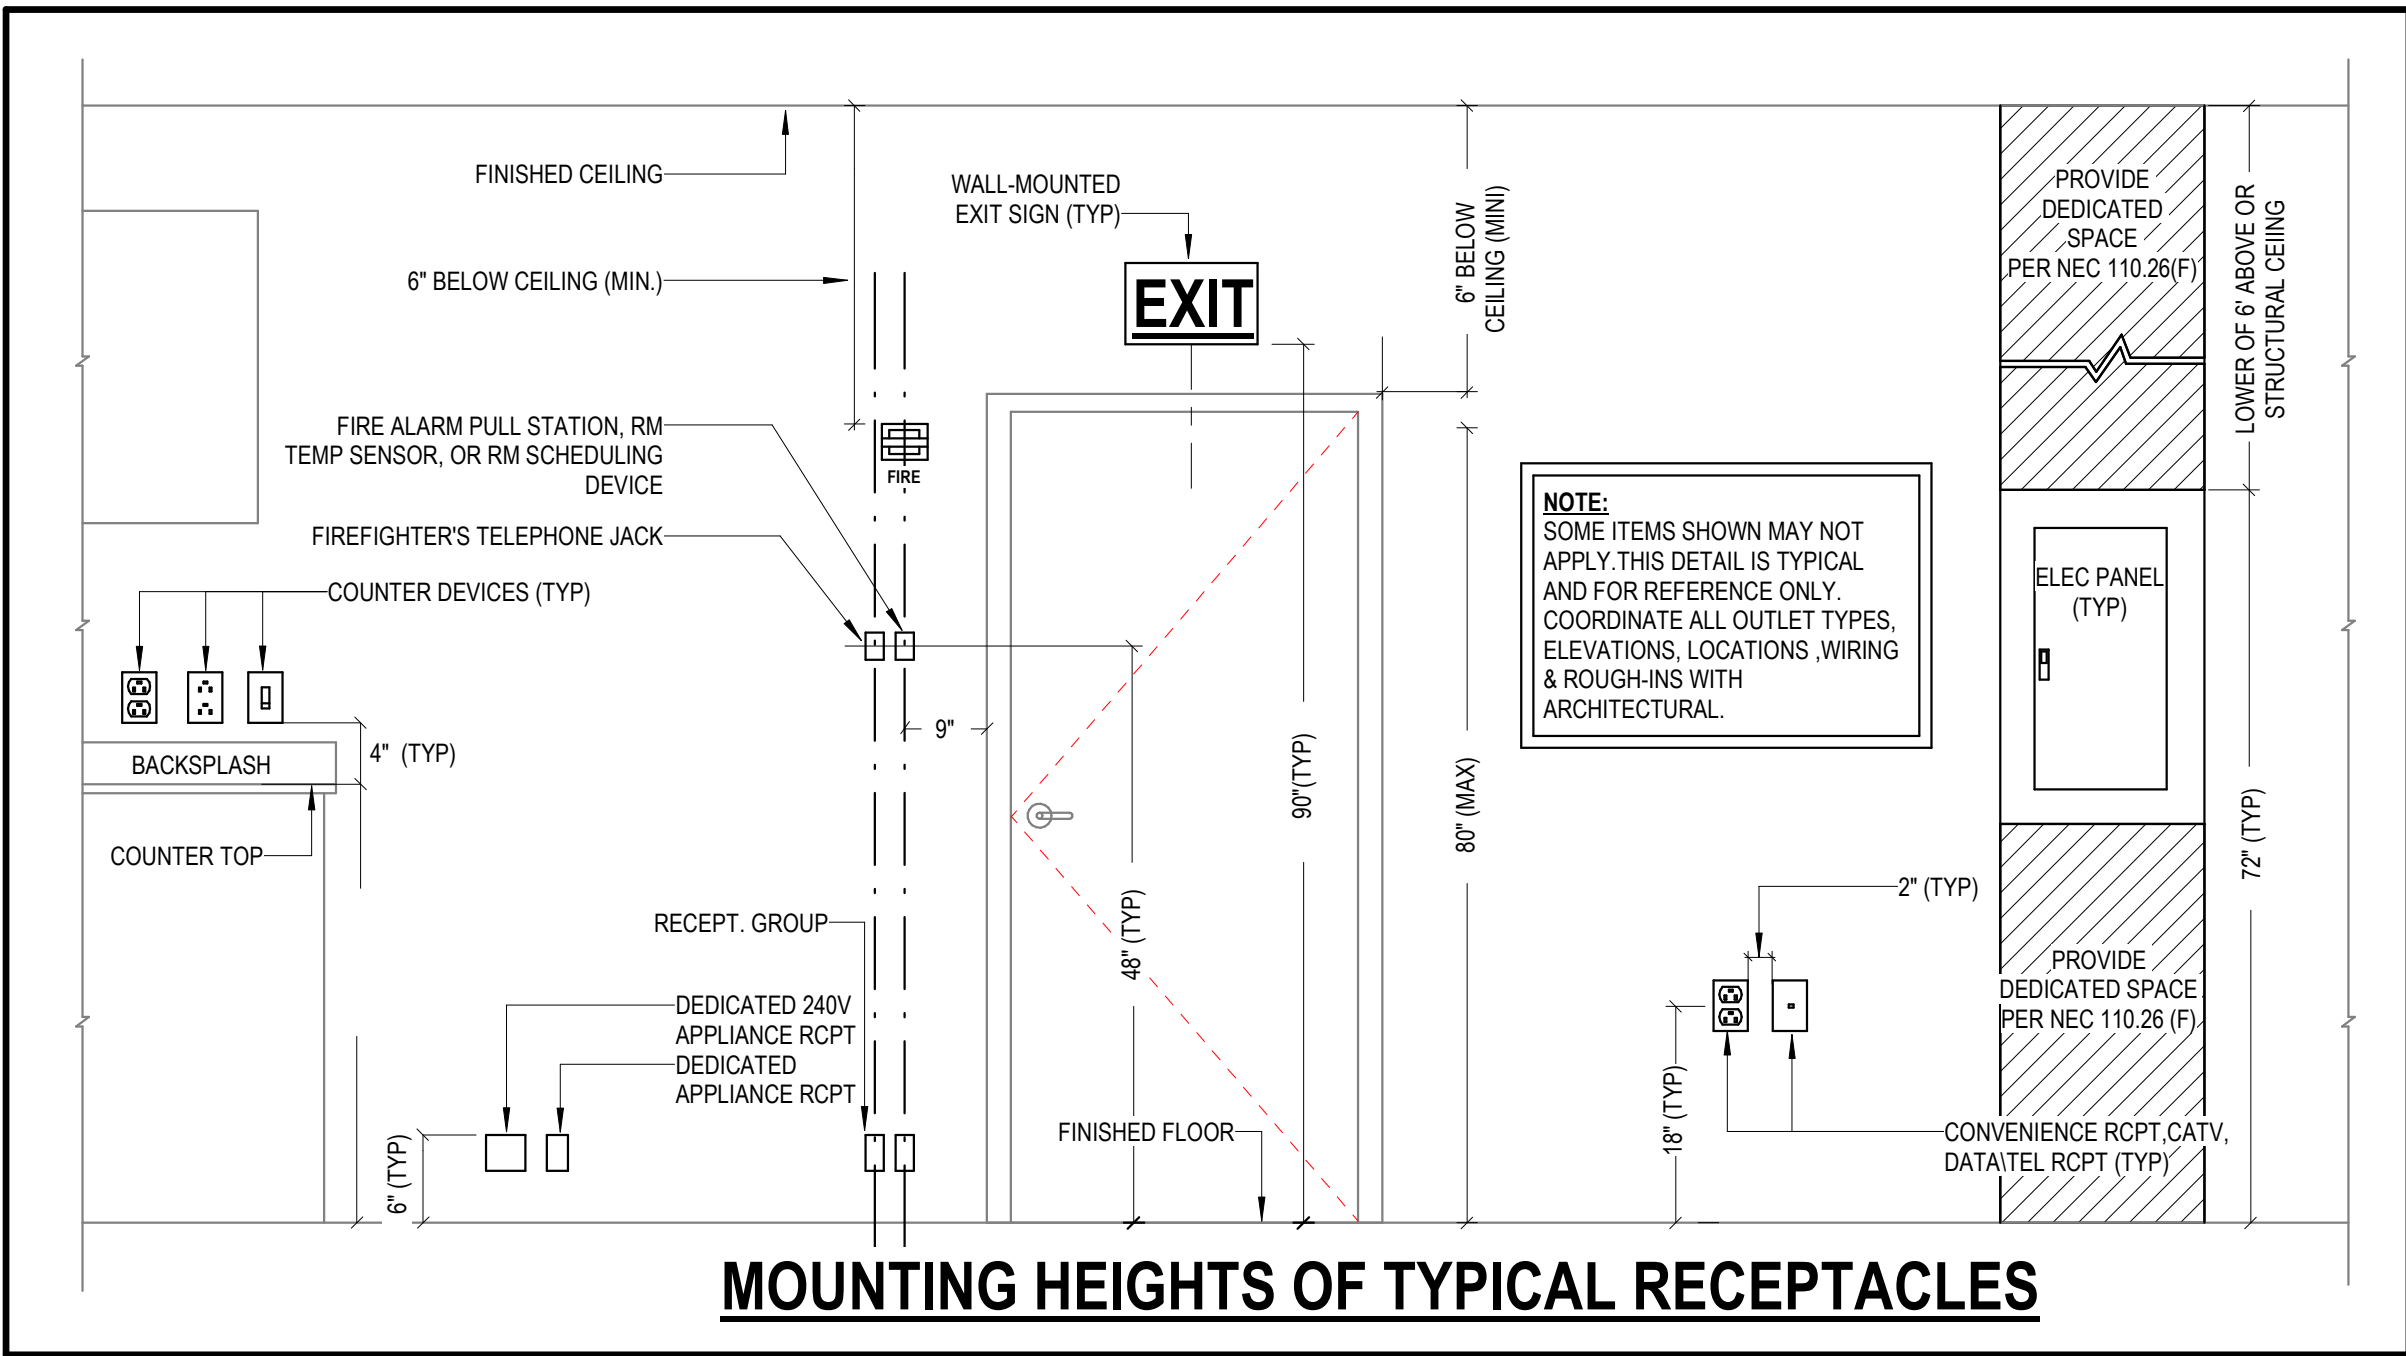 FINISHED CEILING
WALL-MOUNTED
EXIT SIGN (TYP)
6" BELOW
CEILING (MINI)
PROVIDE
DEDICATED
SPACE
PER NEC 110.26(F)
LOWER OF 6' ABOVE OR
STRUCTURAL CEIING
6" BELOW CEILING (MIN.)
EXIT
FIRE ALARM PULL STATION, RM
TEMP SENSOR, OR RM SCHEDULING
DEVICE
FIRE
FIREFIGHTER'S TELEPHONE JACK
COUNTER DEVICES (TYP)
NOTE:
SOME ITEMS SHOWN MAY NOT
APPLY.THIS DETAIL IS TYPICAL
AND FOR REFERENCE ONLY.
COORDINATE ALL OUTLET TYPES,
ELEVATIONS, LOCATIONS ,WIRING
& ROUGH-INS WITH
ARCHITECTURAL.
ELEC PANEL
(TYP)
9"
4" (TYP)
BACKSPLASH
90"(TYP)
80" (MAX)
72" (TYP)
COUNTER TOP
2" (TYP)
RECEPT. GROUP
48" (TYP)
PROVIDE
DEDICATED SPACE
PER NEC 110.26 (F)
DEDICATED 240V
APPLIANCE RCPT
DEDICATED
APPLIANCE RCPT
18" (TYP)
6" (TYP)
FINISHED FLOOR
CONVENIENCE RCPT,CATV,
DATA\TEL RCPT (TYP)
MOUNTING HEIGHTS OF TYPICAL RECEPTACLES